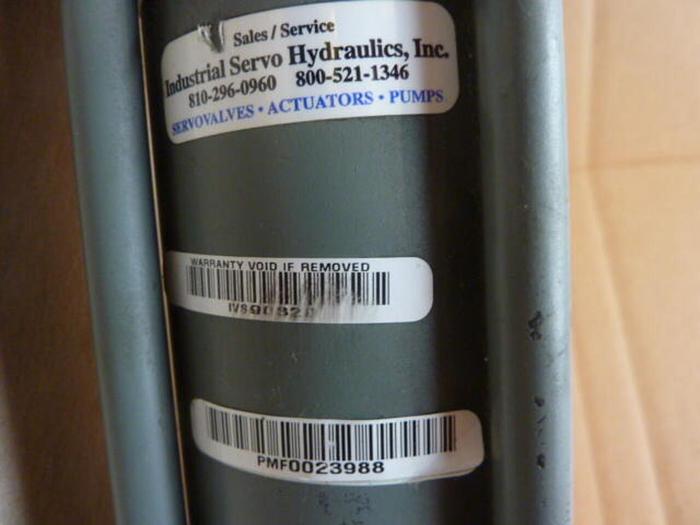 Sales / Service
Industrial Servo Hydraulics, Inc.
810-296-0960 800-521-1346
SERVOVALVES • ACTUATORS • PUMPS
WARRANTY VOID IF REMOVED
PMF0023988